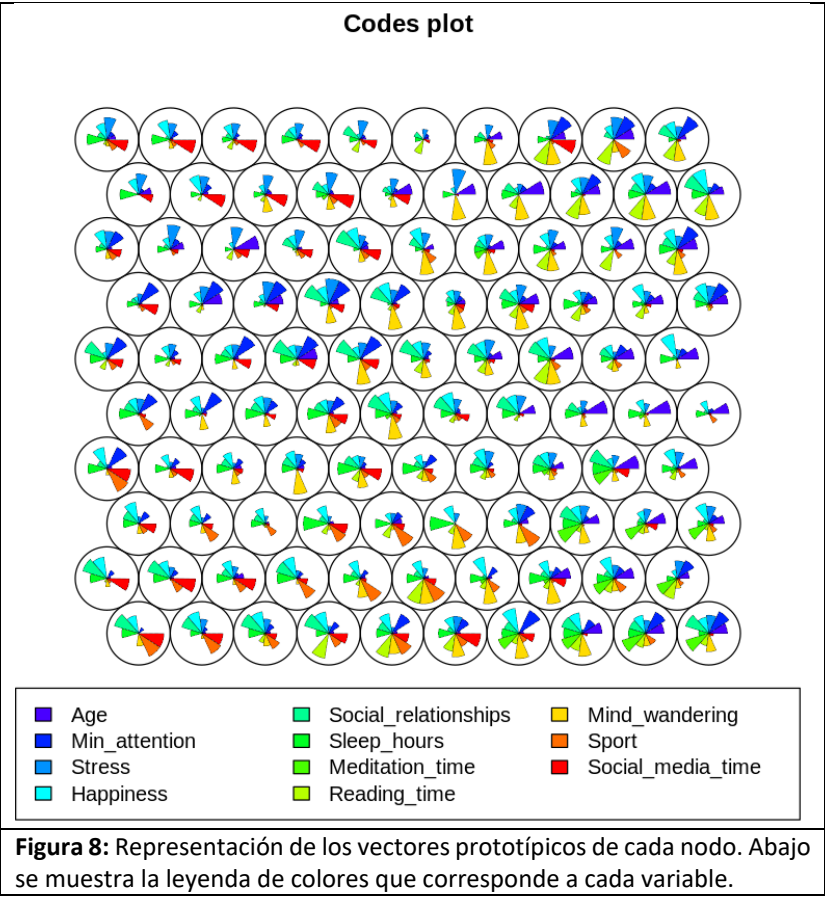 Codes plot
Age
Min_attention
Stress
Happiness
Social_relationships
Sleep_hours
Meditation_time
Reading_time
Mind_wandering
Sport
Social_media_time
Figura 8: Representación de los vectores prototípicos de cada nodo. Abajo
se muestra la leyenda de colores que corresponde a cada variable.